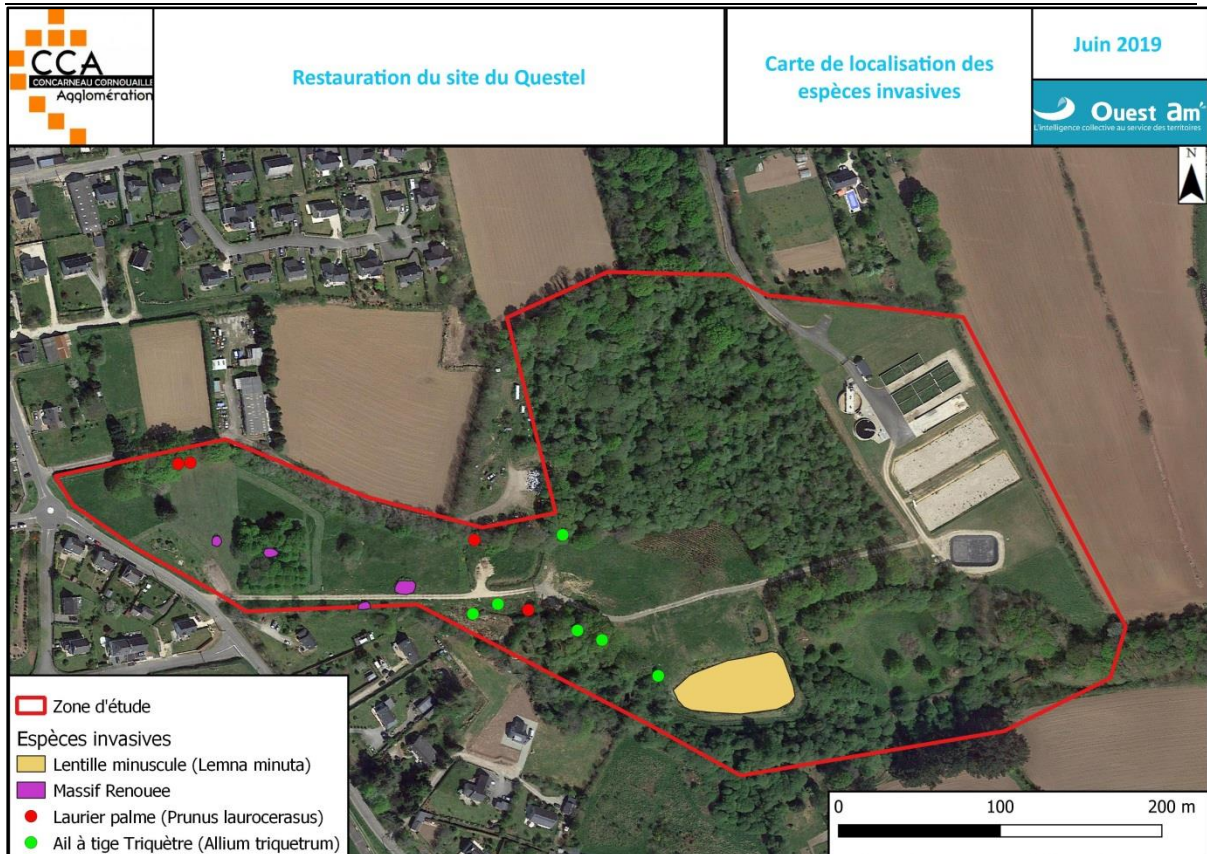 CCA
CONCARNEAU CORNOUAILLE
Agglomération
Restauration du site du Questel
Carte de localisation des
espèces invasives
Juin 2019
Ouest am'
L'intelligence collective au service des territoires
N
Zone d'étude
Espèces invasives
Lentille minuscule (Lemna minuta)
Massif Renouee
Laurier palme (Prunus laurocerasus)
Ail à tige Triquètre (Allium triquetrum)
0 100 200 m